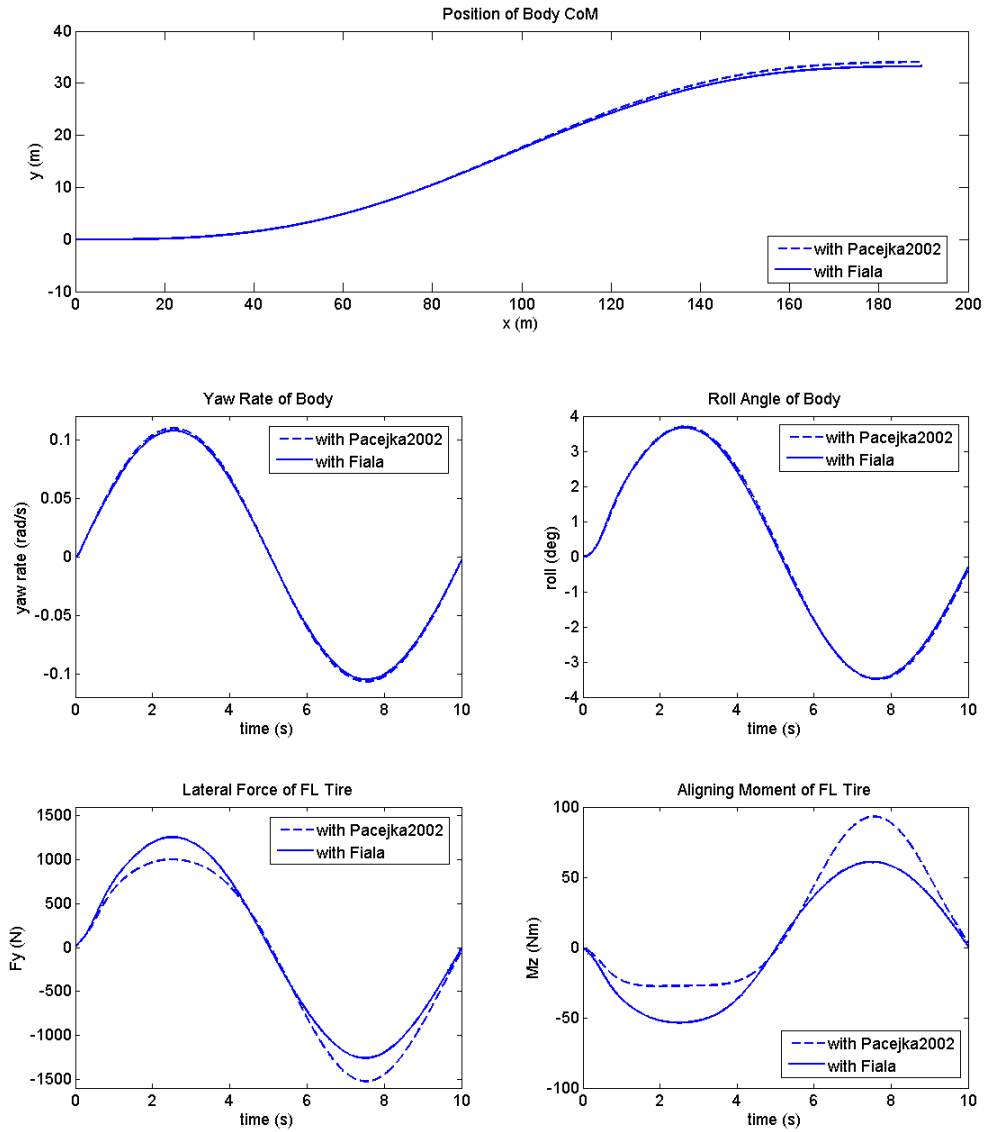 Position of Body CoM
40
30
20
10
0
-10
y (m)
with Pacejka2002
with Fiala
0 20 40 60 80 100 120 140 160 180 200
x (m)
Yaw Rate of Body
0.1
0.05
0
-0.05
-0.1
yaw rate (rad/s)
with Pacejka2002
with Fiala
0 2 4 6 8 10
time (s)
Roll Angle of Body
4
3
2
1
0
-1
-2
-3
-4
roll (deg)
with Pacejka2002
with Fiala
0 2 4 6 8 10
time (s)
Lateral Force of FL Tire
1500
1000
500
0
-500
-1000
-1500
Fy (N)
with Pacejka2002
with Fiala
0 2 4 6 8 10
time (s)
Aligning Moment of FL Tire
100
50
0
-50
-100
Mz (Nm)
with Pacejka2002
with Fiala
0 2 4 6 8 10
time (s)